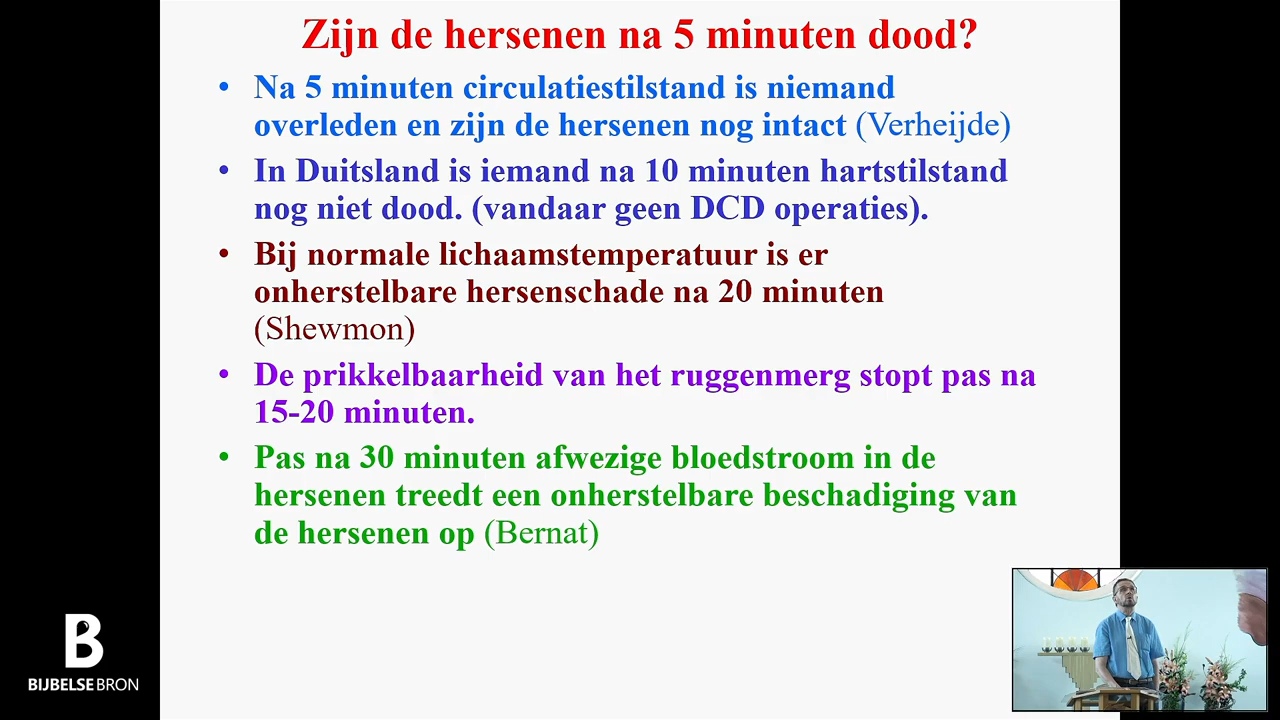 Zijn de hersenen na 5 minuten dood?
• Na 5 minuten circulatiestilstand is niemand
overleden en zijn de hersenen nog intact (Verheijde)
• In Duitsland is iemand na 10 minuten hartstilstand
nog niet dood. (vandaar geen DCD operaties).
• Bij normale lichaamstemperatuur is er
onherstelbare hersenschade na 20 minuten
(Shewmon)
• De prikkelbaarheid van het ruggenmerg stopt pas na
15-20 minuten.
• Pas na 30 minuten afwezige bloedstroom in de
hersenen treedt een onherstelbare beschadiging van
de hersenen op (Bernat)
B
BIJBELSE BRON